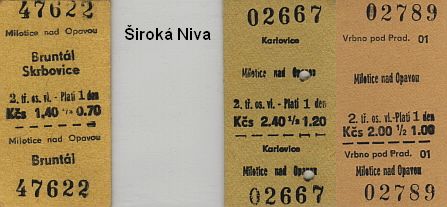 47622
Milotice nad Opavou
Bruntál
Skrbovice
2. tř. os. vl.- Platí 1 den
Kčs 1,40 ½ 0.70
Milotice nad Opavou
Bruntál
47622
Široká Niva
02667
Karlovice
Milotice nad Opavou
2. tř. os. vl.- Platí 1 den
Kčs 2.40 ½ 1.20
Karlovice
Milotice nad Opavou
02667
02789
Vrbno pod Prad. 01
Milotice nad Opavou
2. tř. os. vl.- Platí 1 den
Kčs 2.00 ½ 1.00
Vrbno pod Prad. 01
Milotice nad Opavou
02789